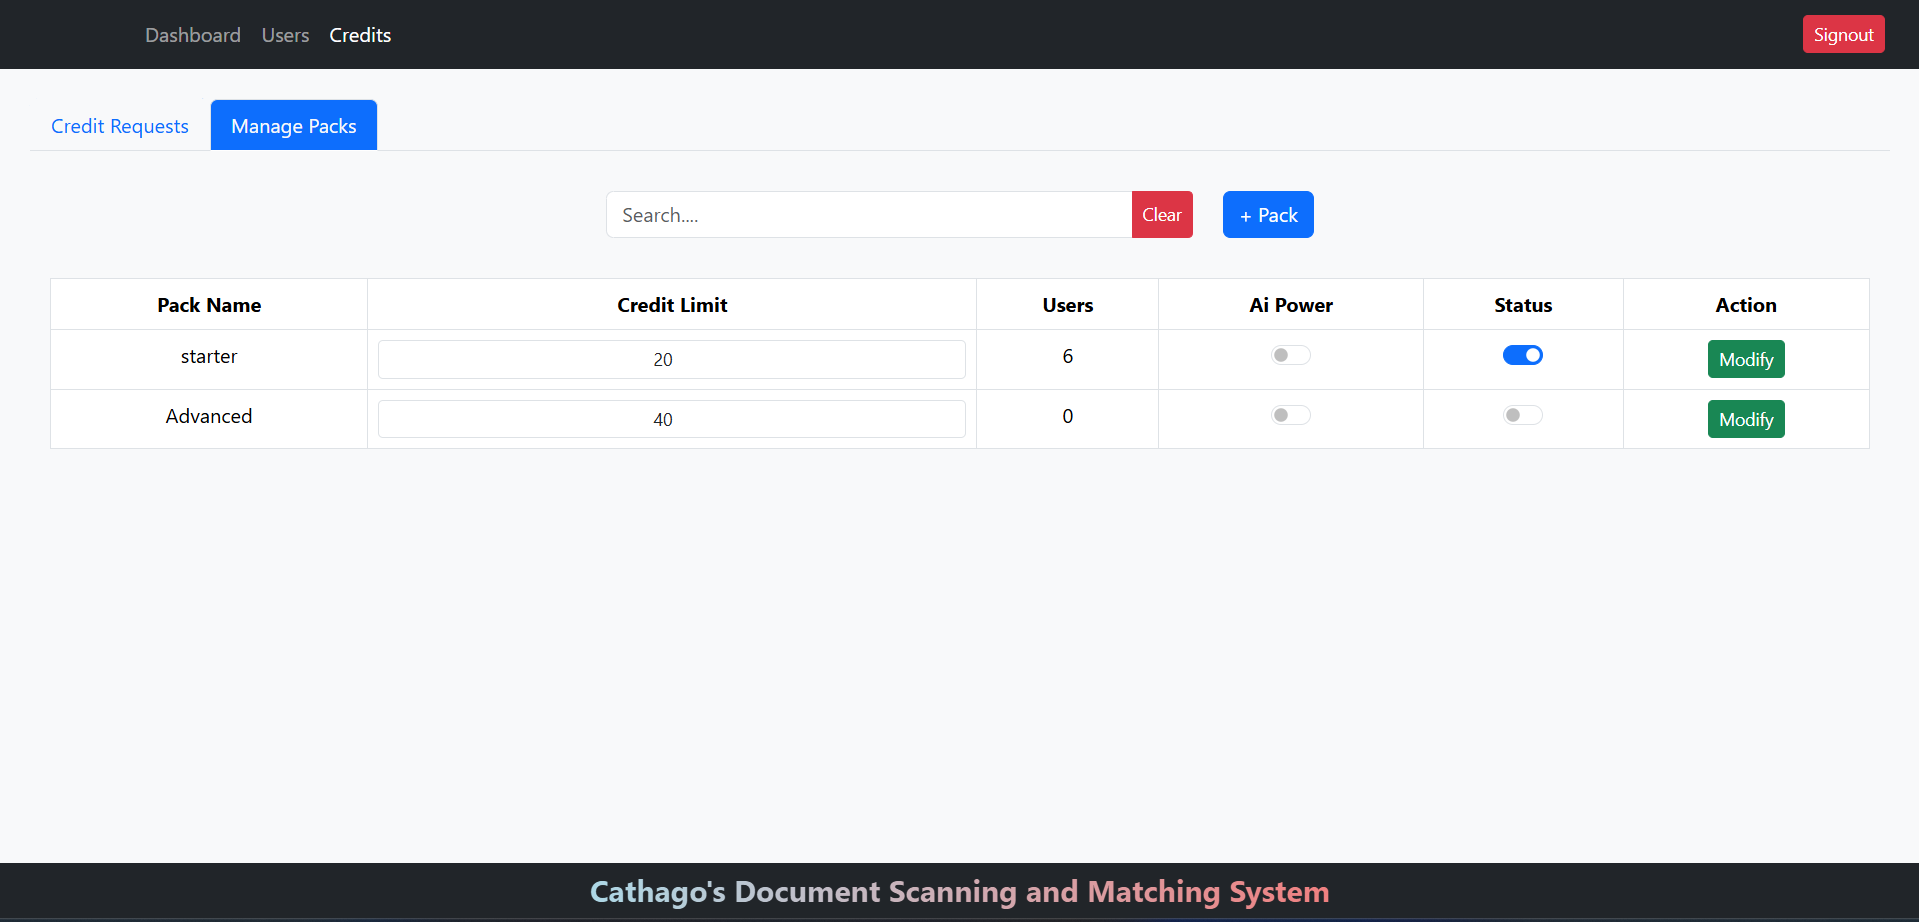 Dashboard Users Credits Signout
Credit Requests Manage Packs
Search.... Clear + Pack
Pack Name Credit Limit Users Ai Power Status Action
starter 20 6 Modify
Advanced 40 0 Modify
Cathago's Document Scanning and Matching System